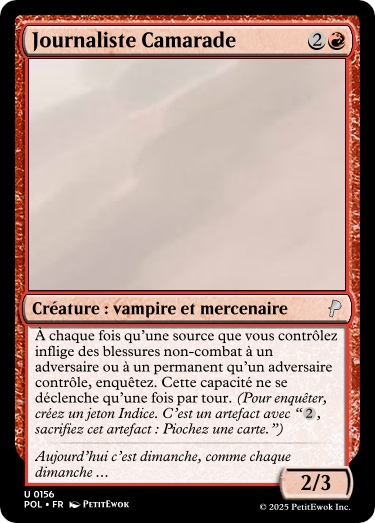 Journaliste Camarade 2
Créature : vampire et mercenaire
À chaque fois qu'une source que vous contrôlez
inflige des blessures non-combat à un
adversaire ou à un permanent qu'un adversaire
contrôle, enquêtez. Cette capacité ne se
déclenche qu'une fois par tour. (Pour enquêter,
créez un jeton Indice. C'est un artefact avec “2,
sacrifiez cet artefact : Piochez une carte.”)
Aujourd'hui c'est dimanche, comme chaque
dimanche …
2/3
U 0156
POL • FR PetitEwok
© 2025 PetitEwok Inc.